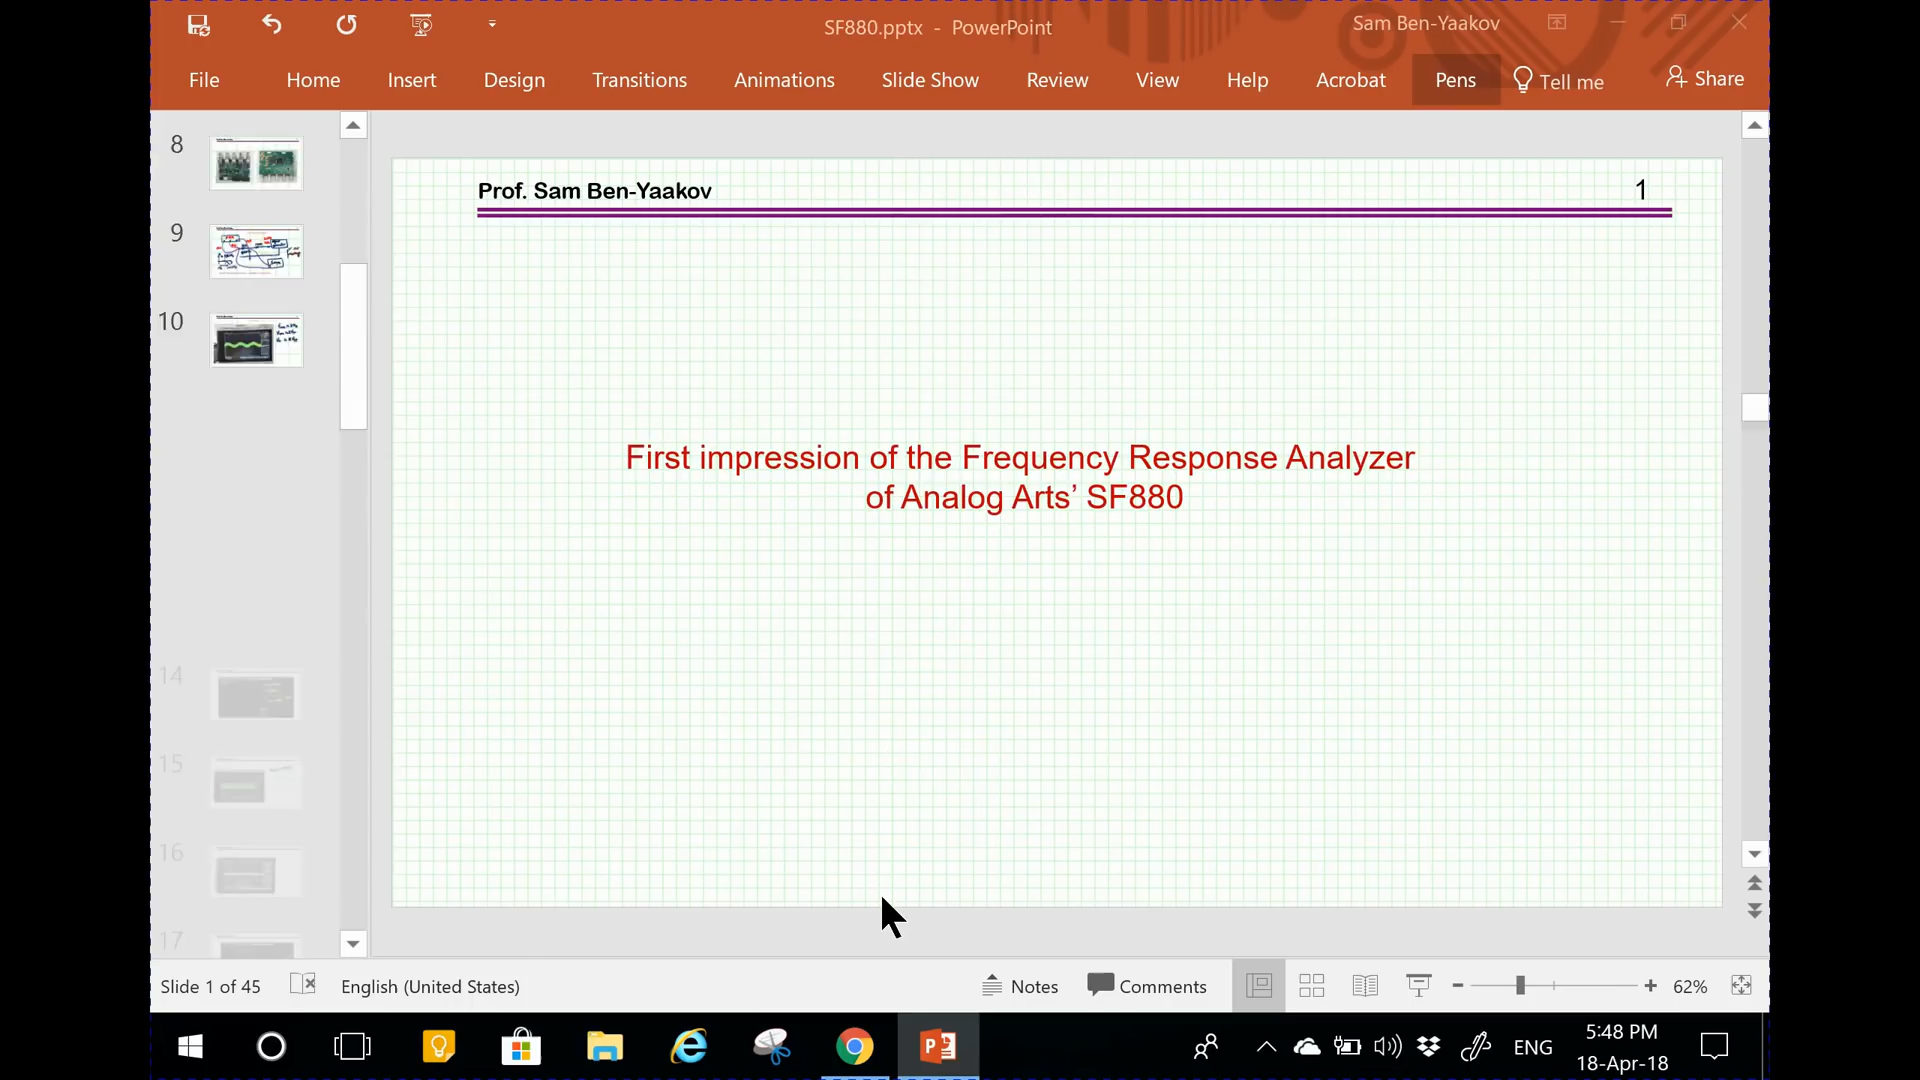 SF880.pptx - PowerPoint
Sam Ben-Yaakov
File Home Insert Design Transitions Animations Slide Show Review View Help Acrobat Pens Tell me Share
8
9
10
14
15
16
17
Prof. Sam Ben-Yaakov 1
First impression of the Frequency Response Analyzer
of Analog Arts’ SF880
Slide 1 of 45 English (United States) Notes Comments 62%
ENG
5:48 PM
18-Apr-18